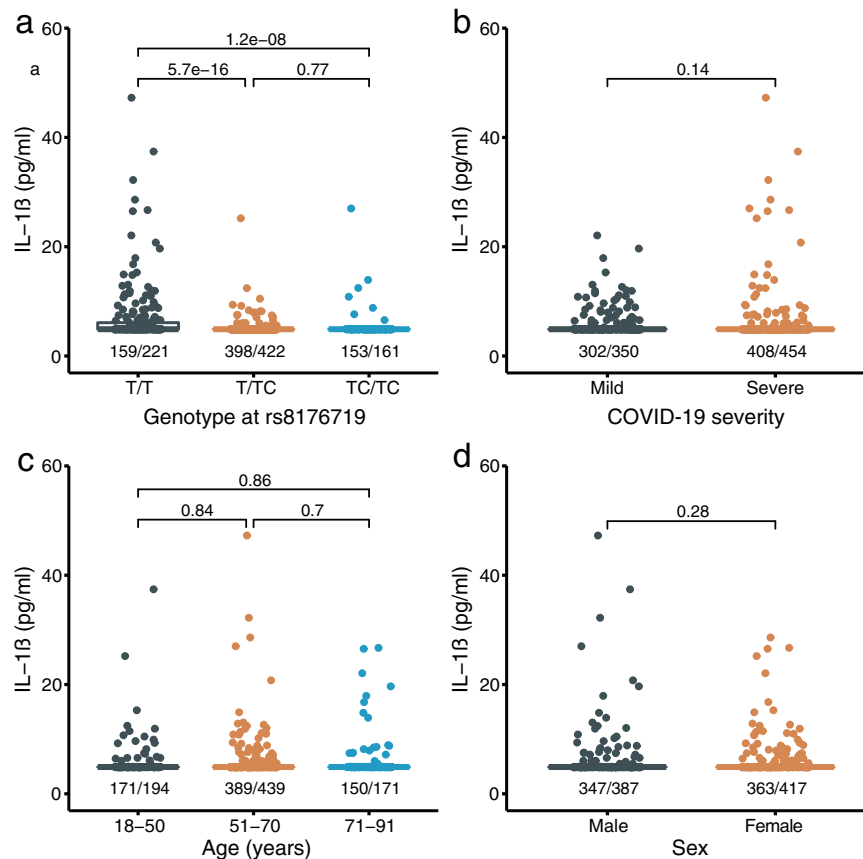 a
60
40
20
0
IL−1ß (pg/ml)
a
1.2e−08
5.7e−16 0.77
159/221 398/422 153/161
T/T T/TC TC/TC
Genotype at rs8176719
b
60
40
20
0
IL−1ß (pg/ml)
0.14
302/350 408/454
Mild Severe
COVID-19 severity
c
60
40
20
0
IL−1ß (pg/ml)
0.86
0.84 0.7
171/194 389/439 150/171
18−50 51−70 71−91
Age (years)
d
60
40
20
0
IL−1ß (pg/ml)
0.28
347/387 363/417
Male Female
Sex